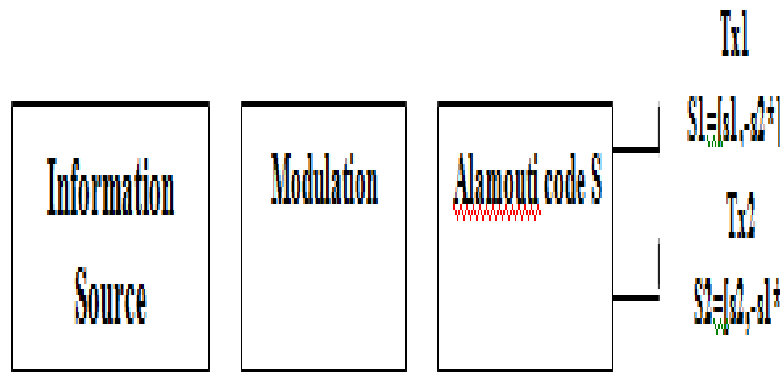 Information
Source
Modulation
Alamouti code S
Tx1
S1=[s1,-s2*]
Tx2
S2=[s2,-s1*